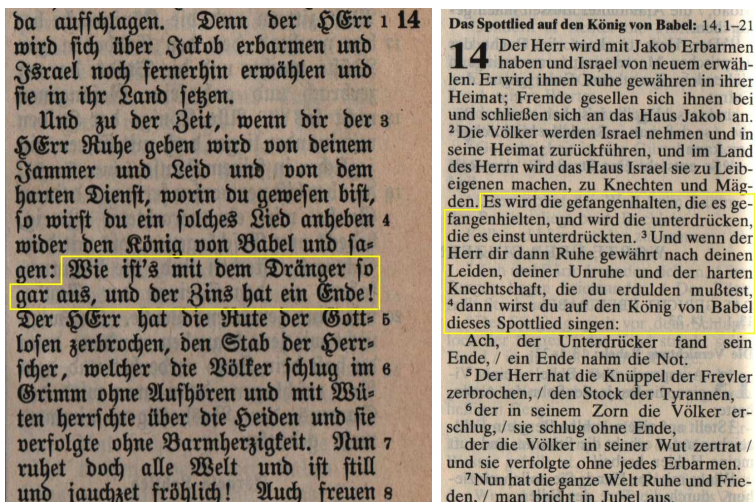 da aufſchlagen. Denn der HErr 1 14
wird ſich über Jakob erbarmen und
Israel noch fernerhin erwählen und
ſie in ihr Land ſetzen.
Und zu der Zeit, wenn dir der 3
HErr Ruhe geben wird von deinem
Jammer und Leid und von dem
harten Dienſt, worin du geweſen biſt,
ſo wirſt du ein ſolches Lied anheben 4
wider den König von Babel und ſa-
gen: Wie iſt's mit dem Dränger ſo
gar aus, und der Zins hat ein Ende!
Der HErr hat die Rute der Gott- 5
loſen zerbrochen, den Stab der Herr-
ſcher, welcher die Völker ſchlug im 6
Grimm ohne Aufhören und mit Wü-
ten herrſchte über die Heiden und ſie
verfolgte ohne Barmherzigkeit. Nun 7
ruhet doch alle Welt und iſt ſtill
und jauchzet fröhlich! Auch freuen 8
Das Spottlied auf den König von Babel: 14,1–21
14 Der Herr wird mit Jakob Erbarmen
haben und Israel von neuem erwäh-
len. Er wird ihnen Ruhe gewähren in ihrer
Heimat; Fremde gesellen sich ihnen bei
und schließen sich an das Haus Jakob an.
²Die Völker werden Israel nehmen und in
seine Heimat zurückführen, und im Land
des Herrn wird das Haus Israel sie zu Leib-
eigenen machen, zu Knechten und Mäg-
den. Es wird die gefangenhalten, die es ge-
fangenhielten, und wird die unterdrücken,
die es einst unterdrückten. ³Und wenn der
Herr dir dann Ruhe gewährt nach deinen
Leiden, deiner Unruhe und der harten
Knechtschaft, die du erdulden mußtest,
⁴dann wirst du auf den König von Babel
dieses Spottlied singen:
Ach, der Unterdrücker fand sein
Ende, / ein Ende nahm die Not.
⁵Der Herr hat die Knüppel der Frevler
zerbrochen, / den Stock der Tyrannen,
⁶der in seinem Zorn die Völker er-
schlug, / sie schlug ohne Ende,
der die Völker in seiner Wut zertrat /
und sie verfolgte ohne jedes Erbarmen.
⁷Nun hat die ganze Welt Ruhe und Frie-
den, / man bricht in Jubel aus.